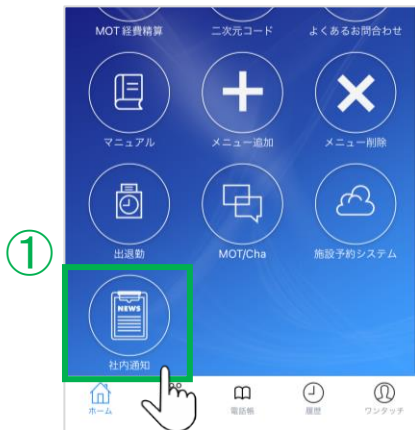 MOT 経費精算
二次元コード
よくあるお問合わせ
マニュアル
メニュー追加
メニュー削除
出退勤
MOT/Cha
施設予約システム
①
NEWS
社内通知
ホーム
電話帳
履歴
ワンタッチ